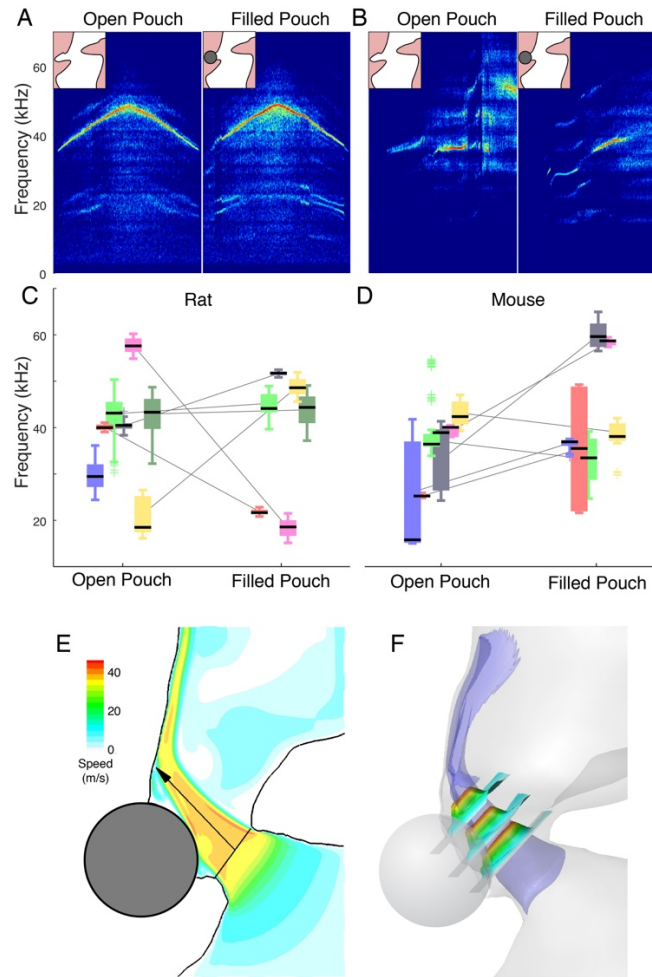 A Open Pouch Filled Pouch B Open Pouch Filled Pouch
Frequency (kHz)
60
40
20
0
C Rat D Mouse
Frequency (kHz)
60
40
20
Open Pouch Filled Pouch Open Pouch Filled Pouch
E F
40
20
0
Speed
(m/s)